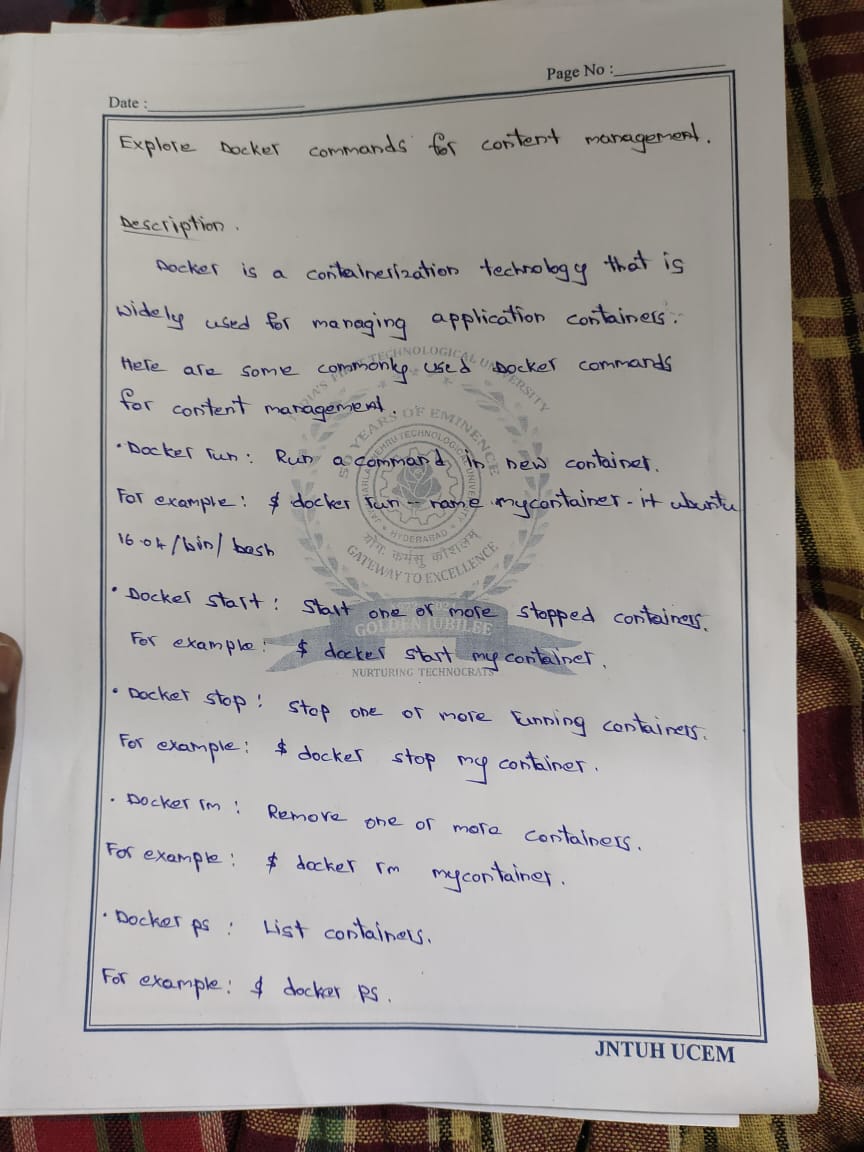 Page No :
Date :
Explore Docker commands for content management.
Description.
Docker is a containerization technology that is
widely used for managing application containers.
Here are some commonly used Docker commands
for content management.
• Docker run : Run a command in new container.
For example : $ docker run - name mycontainer - it ubuntu
16.04/bin/bash
• Docker start : Start one or more stopped containers.
For example : $ docker start mycontainer.
• Docker stop : Stop one or more running containers.
For example : $ docker stop my container.
• Docker rm : Remove one or more containers.
For example : $ docker rm mycontainer.
• Docker ps : List containers.
For example : $ docker ps.
TECHNOLOGICAL UNIVERSITY
YEARS OF EMINENCE
JAWAHARLAL NEHRU TECHNOLOGICAL UNIVERSITY
HYDERABAD
योगः कर्मसु कौशलम्
GATEWAY TO EXCELLENCE
GOLDEN JUBILEE
NURTURING TECHNOCRATS
JNTUH UCEM